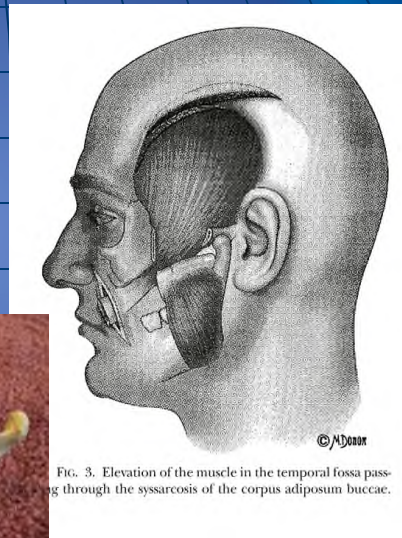 © M. Donon
FIG. 3. Elevation of the muscle in the temporal fossa pass-
through the syssarcosis of the corpus adiposum buccae.